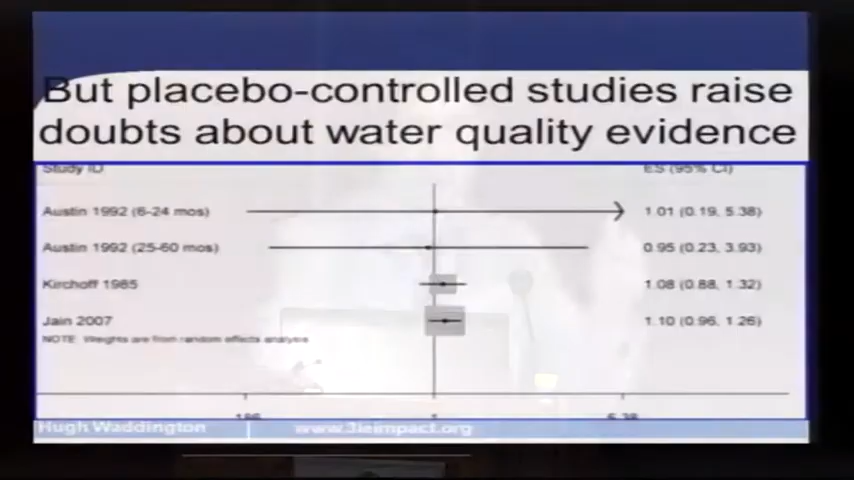 But placebo-controlled studies raise
doubts about water quality evidence
Study ID ES (95% CI)
Austin 1992 (6-24 mos) 1.01 (0.19, 5.38)
Austin 1992 (25-60 mos) 0.95 (0.23, 3.93)
Kirchoff 1985 1.08 (0.88, 1.32)
Jain 2007 1.10 (0.96, 1.26)
NOTE: Weights are from random effects analysis
.186 1 5.38
Hugh Waddington www.3ieimpact.org